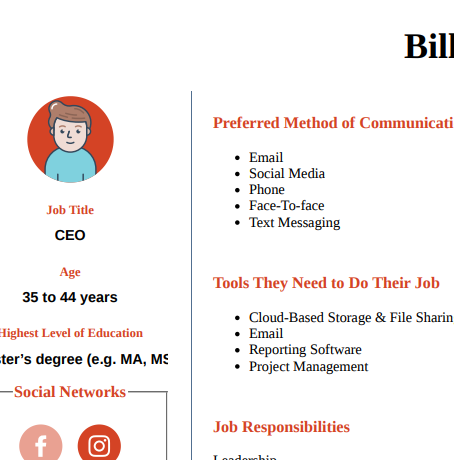 Bill
Job Title
CEO
Age
35 to 44 years
Highest Level of Education
degree (e.g. MA, MS
Social Networks
Preferred Method of Communicati
Email
Social Media
Phone
Face-To-face
Text Messaging
Tools They Need to Do Their Job
Cloud-Based Storage & File Sharin
Email
Reporting Software
Project Management
Job Responsibilities
Leadership